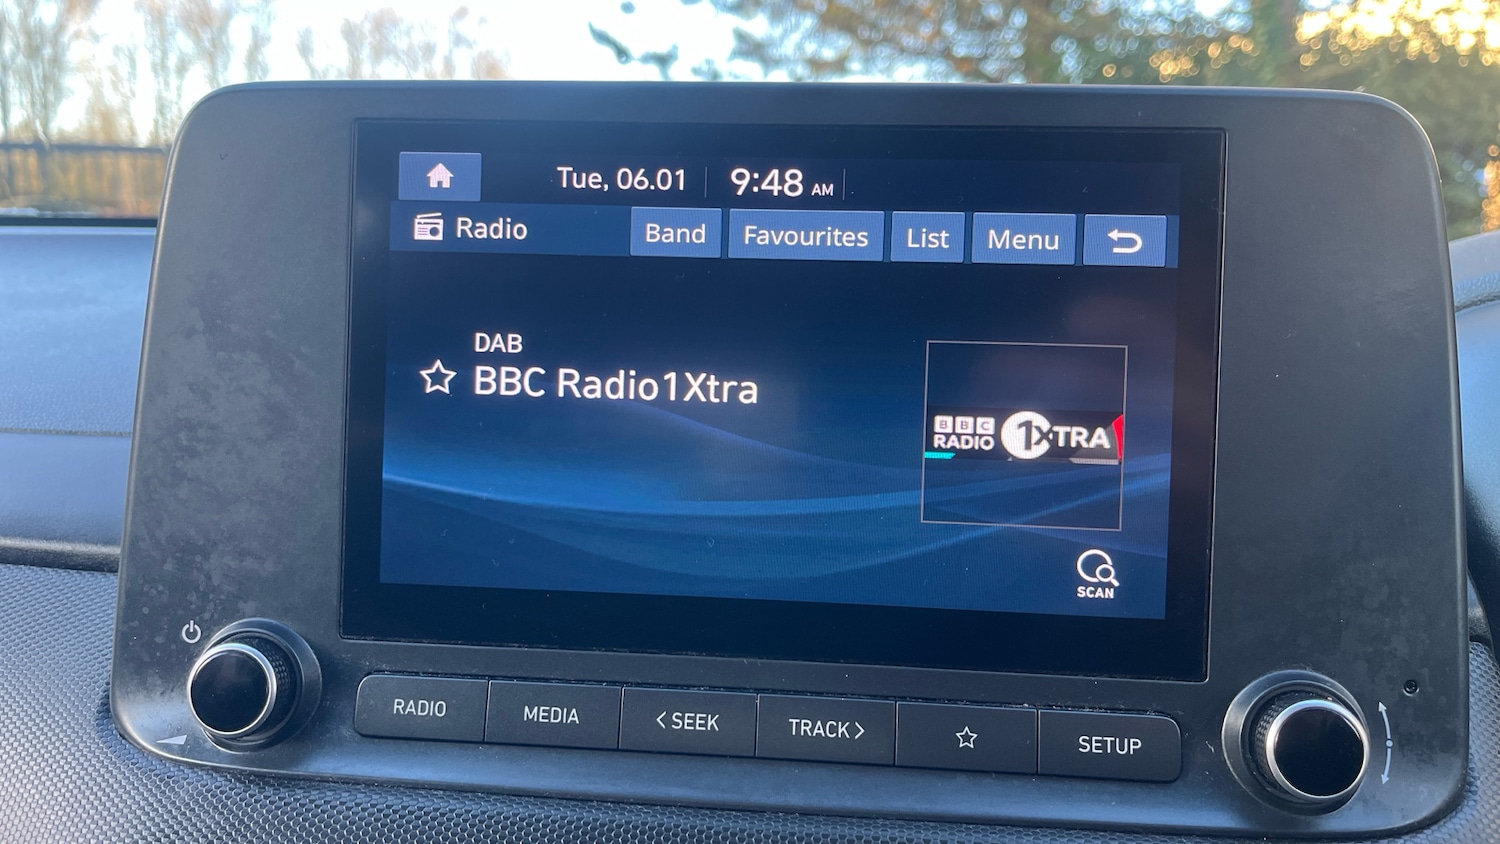 Tue, 06.01 9:48 AM
Radio Band Favourites List Menu
DAB
BBC Radio1Xtra
BBC
RADIO 1XTRA
SCAN
RADIO MEDIA <SEEK TRACK> SETUP